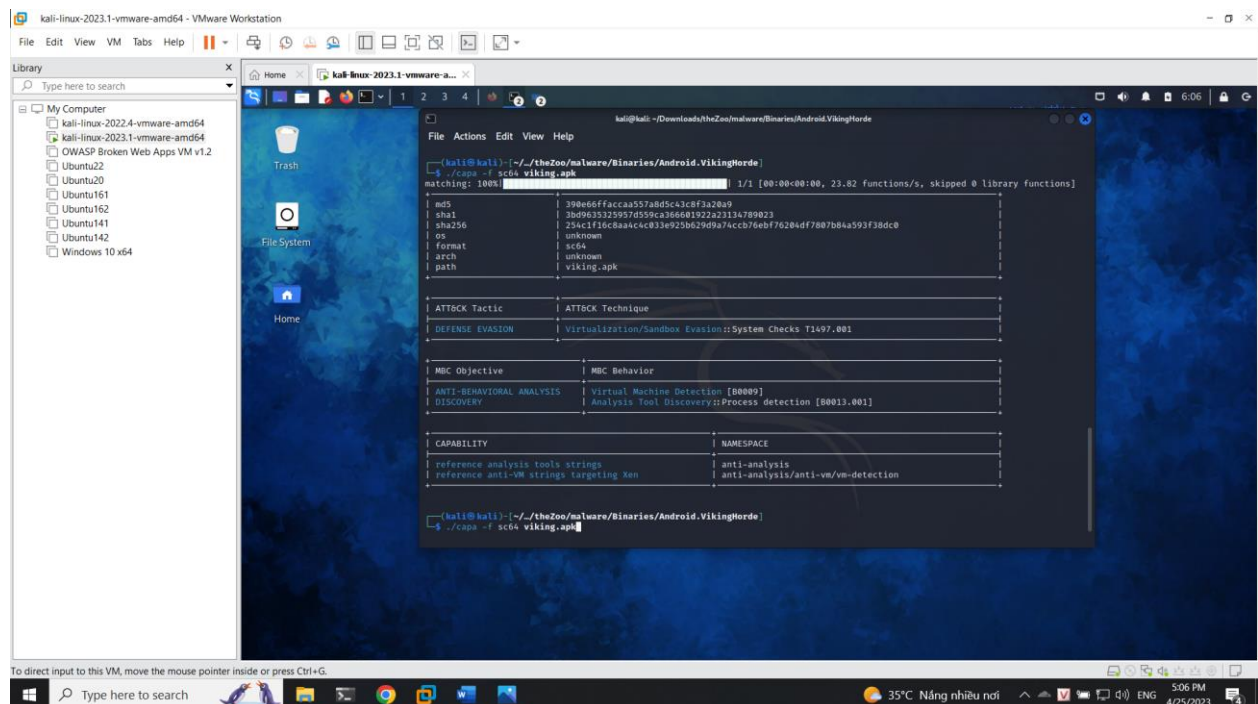 kali-linux-2023.1-vmware-amd64 - VMware Workstation
File Edit View VM Tabs Help
Library X
Type here to search
My Computer
kali-linux-2022.4-vmware-amd64
kali-linux-2023.1-vmware-amd64
OWASP Broken Web Apps VM v1.2
Ubuntu22
Ubuntu20
Ubuntu161
Ubuntu162
Ubuntu141
Ubuntu142
Windows 10 x64
Home kali-linux-2023.1-vmware-a...
1 2 3 4 2 2 6:06
Trash
File System
Home
kali@kali: ~/Downloads/theZoo/malware/Binaries/Android.VikingHorde
File Actions Edit View Help
(kali㉿kali)-[~/…/theZoo/malware/Binaries/Android.VikingHorde]
$ ./capa -f sc64 viking.apk
matching: 100%| | 1/1 [00:00<00:00, 23.82 functions/s, skipped 0 library functions]
md5 | 390e66ffaccaa557a8d5c43c8f3a20a9
sha1 | 3bd9635325957d559ca366601922a23134789023
sha256 | 254c1f16c8aa4c4c033e925b629d9a74ccb76ebf76204df7807b84a593f38dc0
os | unknown
format | sc64
arch | unknown
path | viking.apk
ATT&CK Tactic | ATT&CK Technique
DEFENSE EVASION | Virtualization/Sandbox Evasion::System Checks T1497.001
MBC Objective | MBC Behavior
ANTI-BEHAVIORAL ANALYSIS | Virtual Machine Detection [B0009]
DISCOVERY | Analysis Tool Discovery::Process detection [B0013.001]
CAPABILITY | NAMESPACE
reference analysis tools strings | anti-analysis
reference anti-VM strings targeting Xen | anti-analysis/anti-vm/vm-detection
(kali㉿kali)-[~/…/theZoo/malware/Binaries/Android.VikingHorde]
$ ./capa -f sc64 viking.apk
To direct input to this VM, move the mouse pointer inside or press Ctrl+G.
Type here to search
35°C Nắng nhiều nơi ENG 5:06 PM
4/25/2023